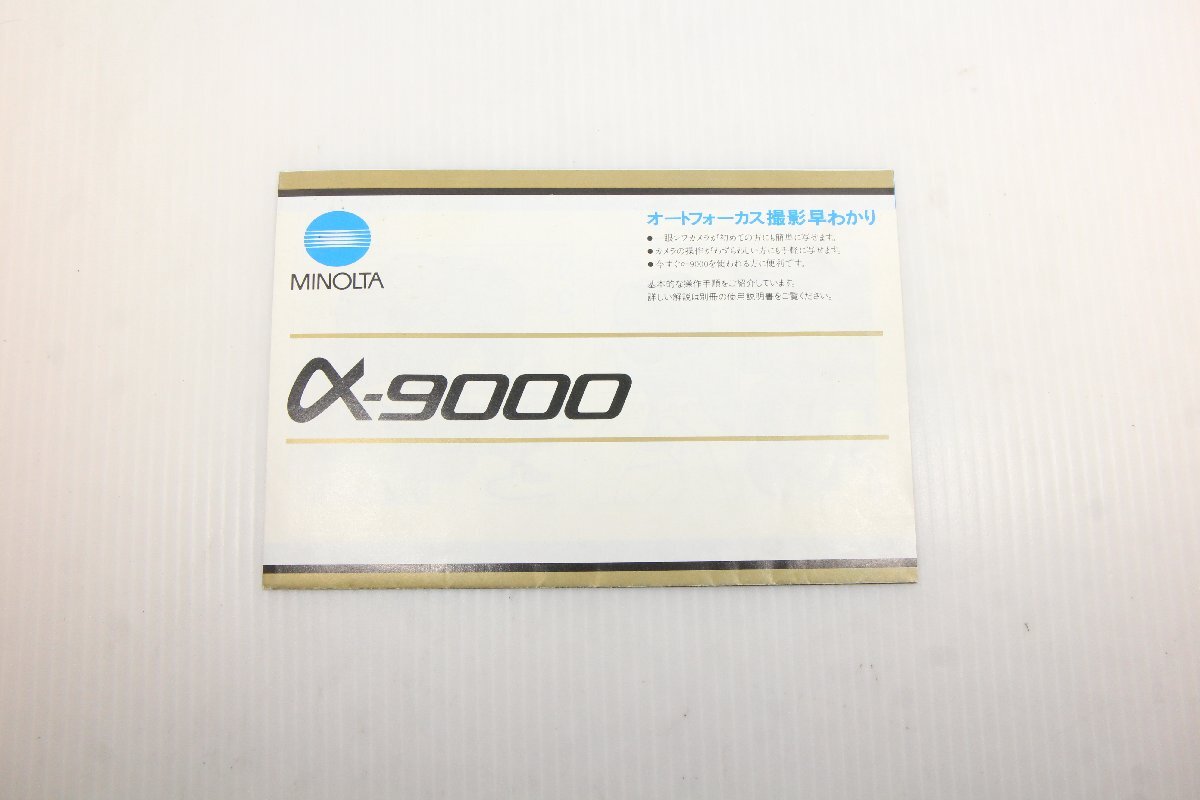 MINOLTA
オートフォーカス撮影早わかり
● 一眼レフカメラが初めての方にも簡単に写せます。
● カメラの操作がわずらわしい方にも手軽に写せます。
● 今すぐα-9000を使われる方に便利です。
基本的な操作手順をご紹介しています。
詳しい解説は別冊の使用説明書をご覧ください。
α-9000